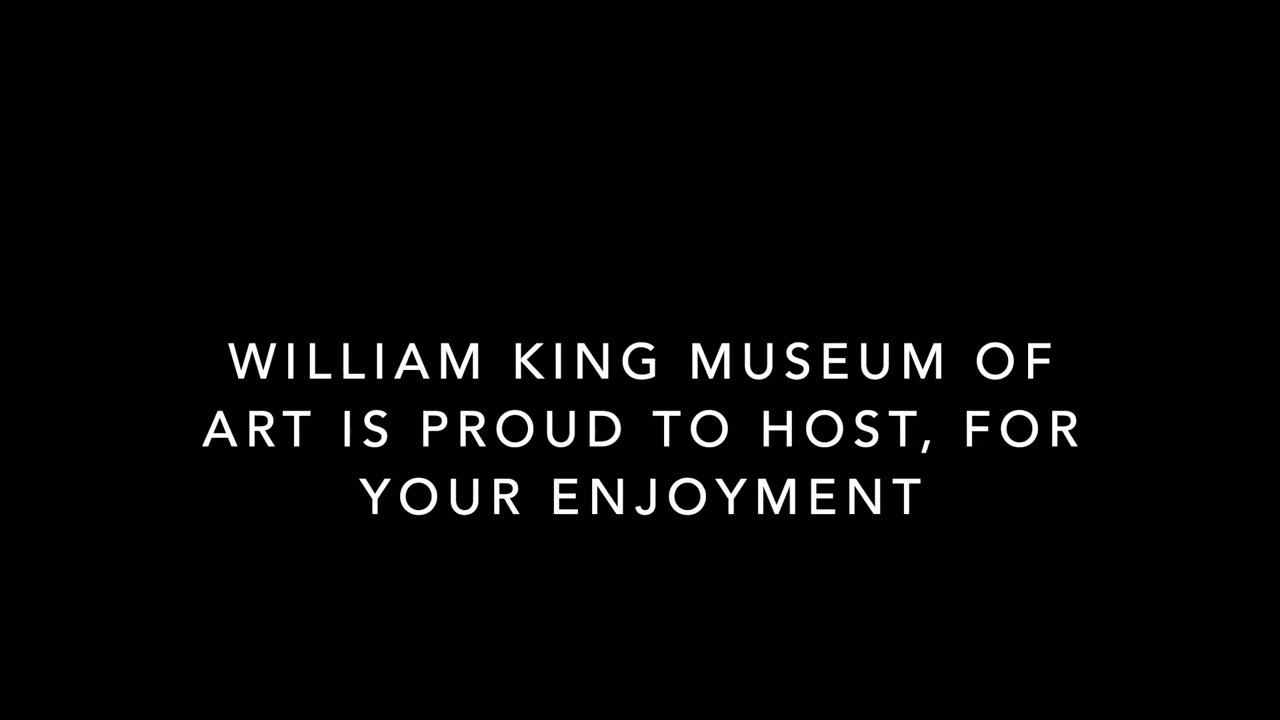 WILLIAM KING MUSEUM OF
ART IS PROUD TO HOST, FOR
YOUR ENJOYMENT